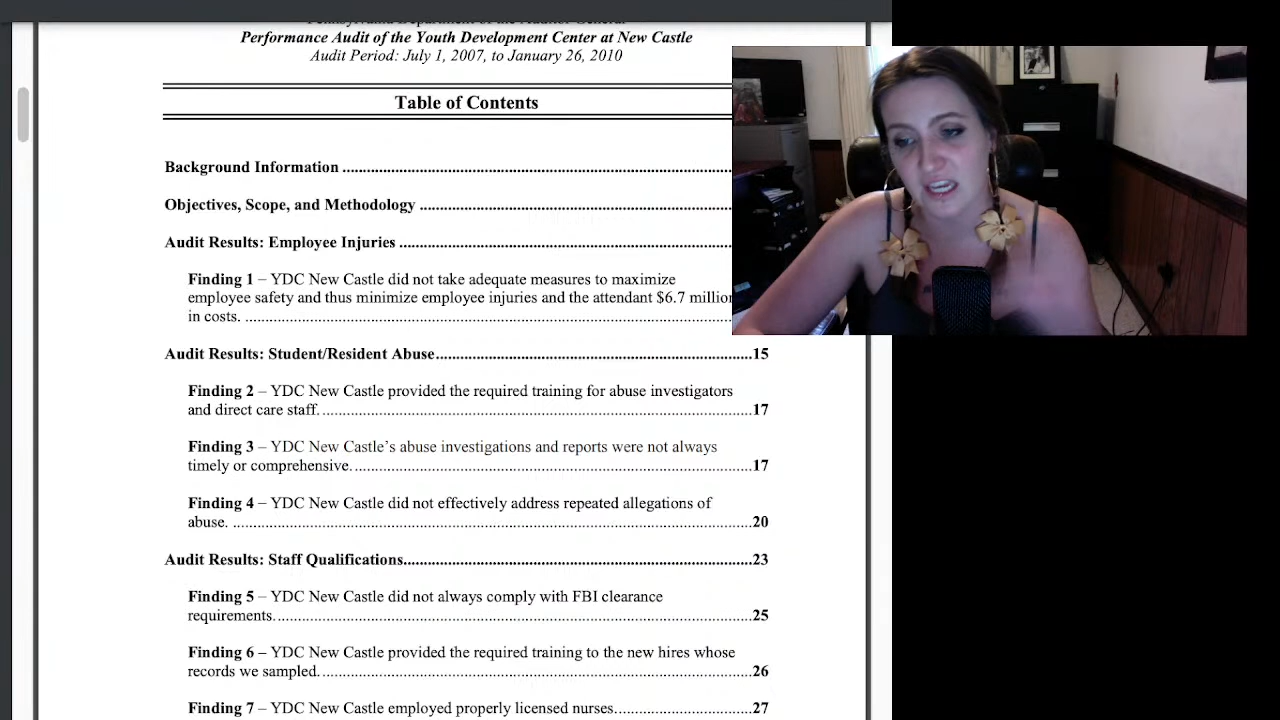 Pennsylvania Department of the Auditor General
Performance Audit of the Youth Development Center at New Castle
Audit Period: July 1, 2007, to January 26, 2010
Table of Contents
Background Information ....................................................................................................
Objectives, Scope, and Methodology ................................................................................
Audit Results: Employee Injuries .....................................................................................
Finding 1 – YDC New Castle did not take adequate measures to maximize
employee safety and thus minimize employee injuries and the attendant $6.7 million
in costs. ..............................................................................................................................
Audit Results: Student/Resident Abuse................................................................................15
Finding 2 – YDC New Castle provided the required training for abuse investigators
and direct care staff..............................................................................................................17
Finding 3 – YDC New Castle’s abuse investigations and reports were not always
timely or comprehensive.......................................................................................................17
Finding 4 – YDC New Castle did not effectively address repeated allegations of
abuse. ..................................................................................................................................20
Audit Results: Staff Qualifications........................................................................................23
Finding 5 – YDC New Castle did not always comply with FBI clearance
requirements.........................................................................................................................25
Finding 6 – YDC New Castle provided the required training to the new hires whose
records we sampled..............................................................................................................26
Finding 7 – YDC New Castle employed properly licensed nurses...................................27